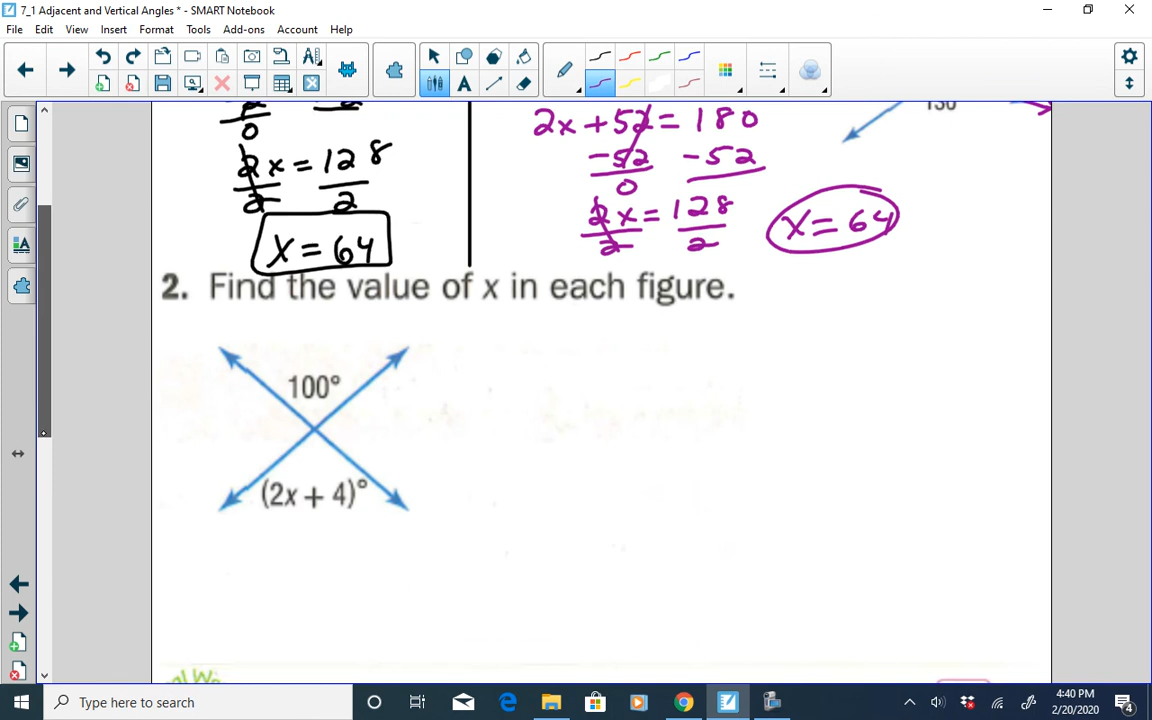 7_1 Adjacent and Vertical Angles * - SMART Notebook
File Edit View Insert Format Tools Add-ons Account Help
0
2x = 128
2 2
x = 64
2x + 52 = 180
-52 -52
0
2x = 128
2 2
x = 64
2. Find the value of x in each figure.
100°
(2x + 4)°
Type here to search
4:40 PM
2/20/2020
4